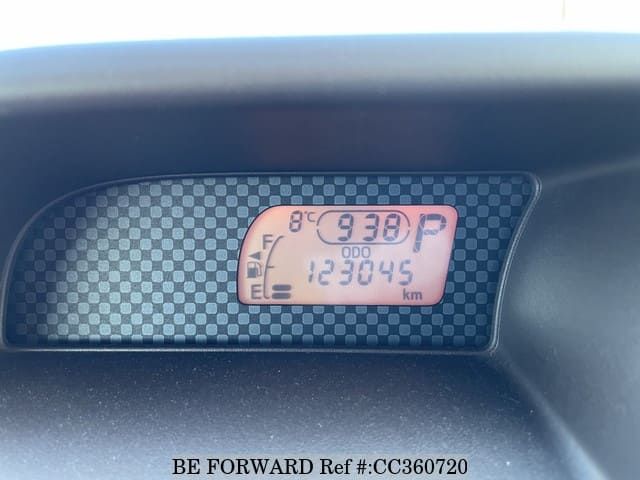 8°C 938 P
F
ODO
123045
E
km
BE FORWARD Ref #:CC360720